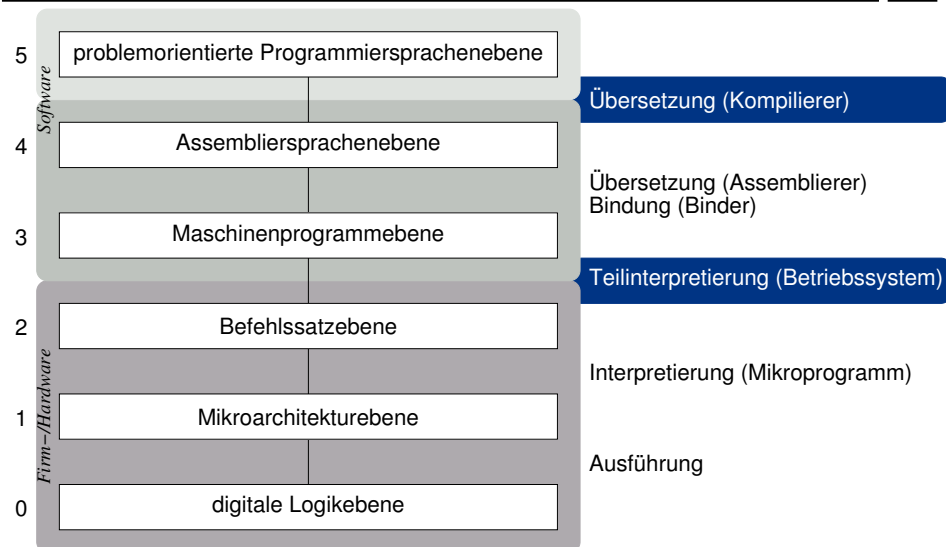 5
problemorientierte Programmiersprachenebene
Software
Übersetzung (Kompilierer)
4
Assembliersprachenebene
Übersetzung (Assemblierer)
Bindung (Binder)
3
Maschinenprogrammebene
Teilinterpretierung (Betriebssystem)
2
Befehlssatzebene
Firm–/Hardware
Interpretierung (Mikroprogramm)
1
Mikroarchitekturebene
Ausführung
0
digitale Logikebene